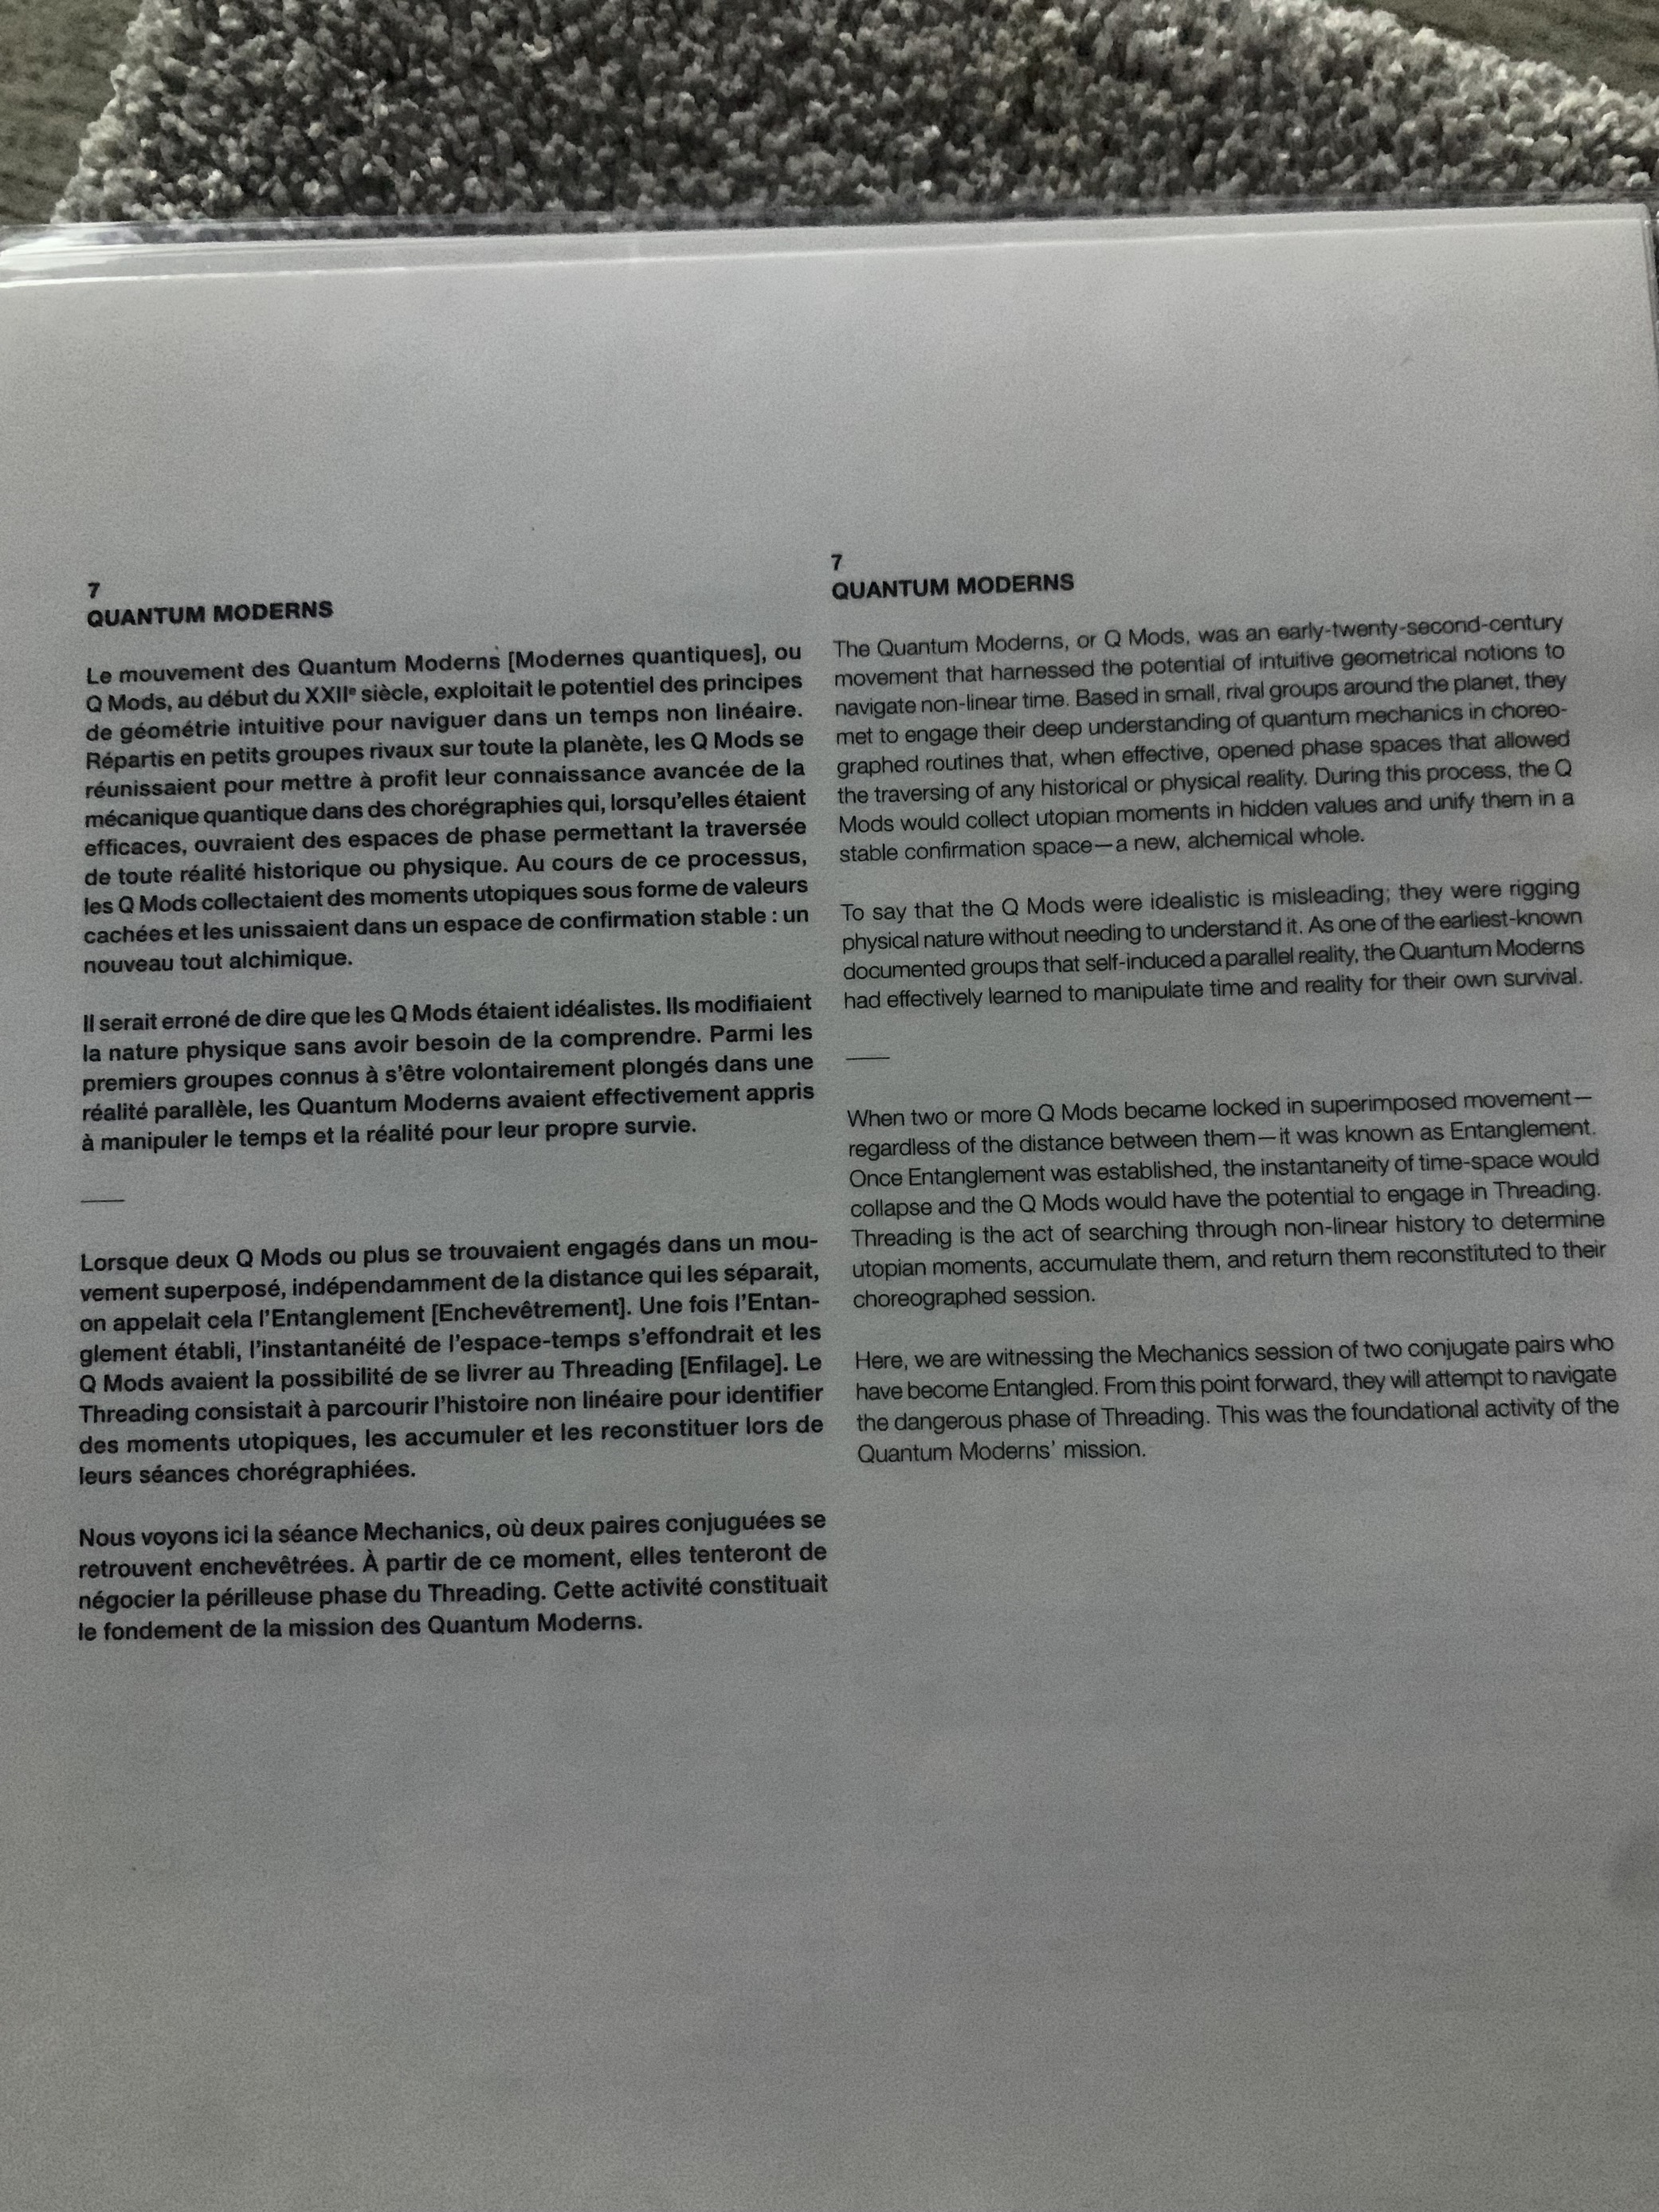 7
QUANTUM MODERNS
Le mouvement des Quantum Moderns [Modernes quantiques], ou
Q Mods, au début du XXIIᵉ siècle, exploitait le potentiel des principes
de géométrie intuitive pour naviguer dans un temps non linéaire.
Répartis en petits groupes rivaux sur toute la planète, les Q Mods se
réunissaient pour mettre à profit leur connaissance avancée de la
mécanique quantique dans des chorégraphies qui, lorsqu'elles étaient
efficaces, ouvraient des espaces de phase permettant la traversée
de toute réalité historique ou physique. Au cours de ce processus,
les Q Mods collectaient des moments utopiques sous forme de valeurs
cachées et les unissaient dans un espace de confirmation stable : un
nouveau tout alchimique.
Il serait erroné de dire que les Q Mods étaient idéalistes. Ils modifiaient
la nature physique sans avoir besoin de la comprendre. Parmi les
premiers groupes connus à s'être volontairement plongés dans une
réalité parallèle, les Quantum Moderns avaient effectivement appris
à manipuler le temps et la réalité pour leur propre survie.
Lorsque deux Q Mods ou plus se trouvaient engagés dans un mou-
vement superposé, indépendamment de la distance qui les séparait,
on appelait cela l'Entanglement [Enchevêtrement]. Une fois l'Entan-
glement établi, l'instantanéité de l'espace-temps s'effondrait et les
Q Mods avaient la possibilité de se livrer au Threading [Enfilage]. Le
Threading consistait à parcourir l'histoire non linéaire pour identifier
des moments utopiques, les accumuler et les reconstituer lors de
leurs séances chorégraphiées.
Nous voyons ici la séance Mechanics, où deux paires conjuguées se
retrouvent enchevêtrées. À partir de ce moment, elles tenteront de
négocier la périlleuse phase du Threading. Cette activité constituait
le fondement de la mission des Quantum Moderns.
7
QUANTUM MODERNS
The Quantum Moderns, or Q Mods, was an early-twenty-second-century
movement that harnessed the potential of intuitive geometrical notions to
navigate non-linear time. Based in small, rival groups around the planet, they
met to engage their deep understanding of quantum mechanics in choreo-
graphed routines that, when effective, opened phase spaces that allowed
the traversing of any historical or physical reality. During this process, the Q
Mods would collect utopian moments in hidden values and unify them in a
stable confirmation space—a new, alchemical whole.
To say that the Q Mods were idealistic is misleading; they were rigging
physical nature without needing to understand it. As one of the earliest-known
documented groups that self-induced a parallel reality, the Quantum Moderns
had effectively learned to manipulate time and reality for their own survival.
When two or more Q Mods became locked in superimposed movement—
regardless of the distance between them—it was known as Entanglement.
Once Entanglement was established, the instantaneity of time-space would
collapse and the Q Mods would have the potential to engage in Threading.
Threading is the act of searching through non-linear history to determine
utopian moments, accumulate them, and return them reconstituted to their
choreographed session.
Here, we are witnessing the Mechanics session of two conjugate pairs who
have become Entangled. From this point forward, they will attempt to navigate
the dangerous phase of Threading. This was the foundational activity of the
Quantum Moderns' mission.